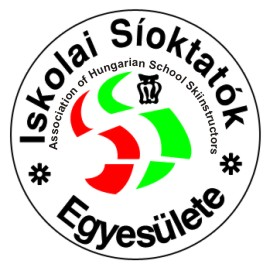 Iskolai Síoktatók
Association of Hungarian School Skiinstructors
Egyesülete